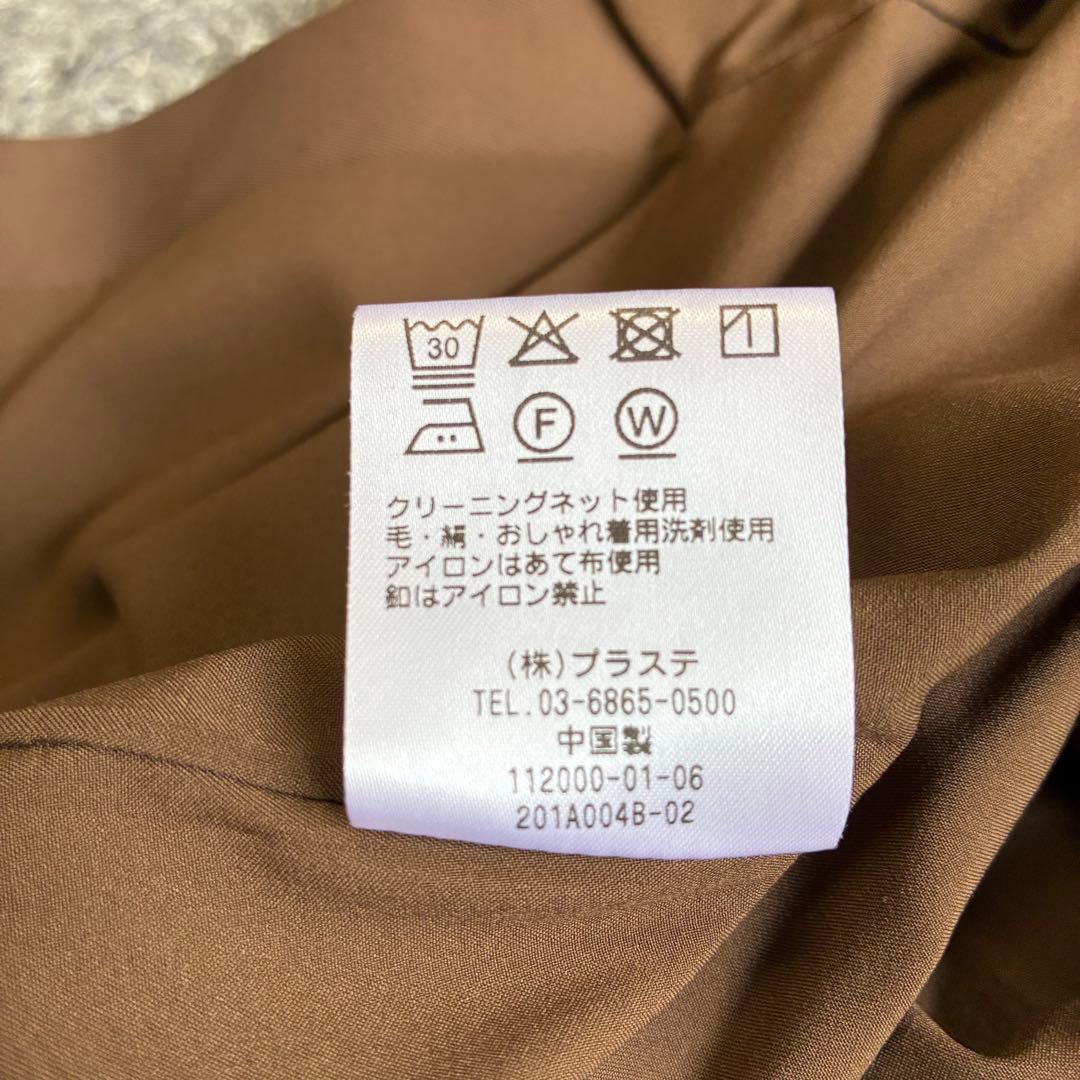 30
F W
クリーニングネット使用
毛・絹・おしゃれ着用洗剤使用
アイロンはあて布使用
釦はアイロン禁止
(株)プラステ
TEL.03-6865-0500
中国製
112000-01-06
201A004B-02